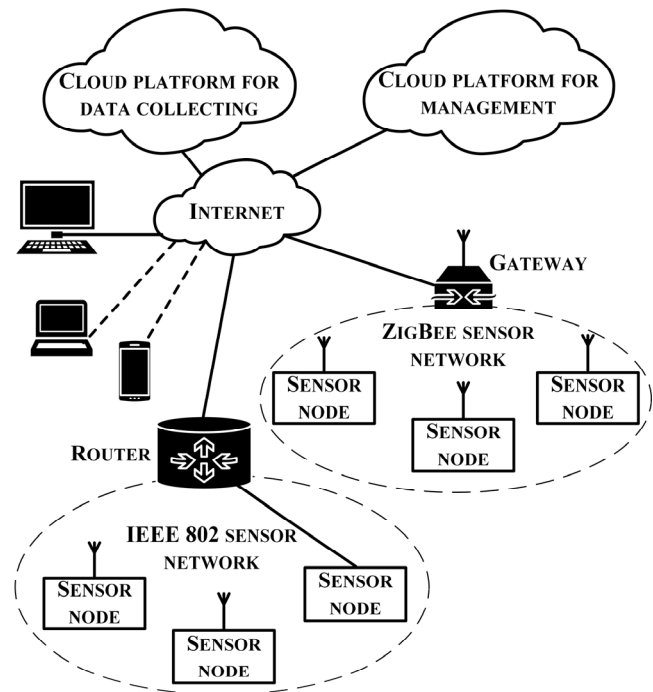 CLOUD PLATFORM FOR
DATA COLLECTING
CLOUD PLATFORM FOR
MANAGEMENT
INTERNET
GATEWAY
ZIGBEE SENSOR
NETWORK
SENSOR
NODE
SENSOR
NODE
SENSOR
NODE
ROUTER
IEEE 802 SENSOR
NETWORK
SENSOR
NODE
SENSOR
NODE
SENSOR
NODE